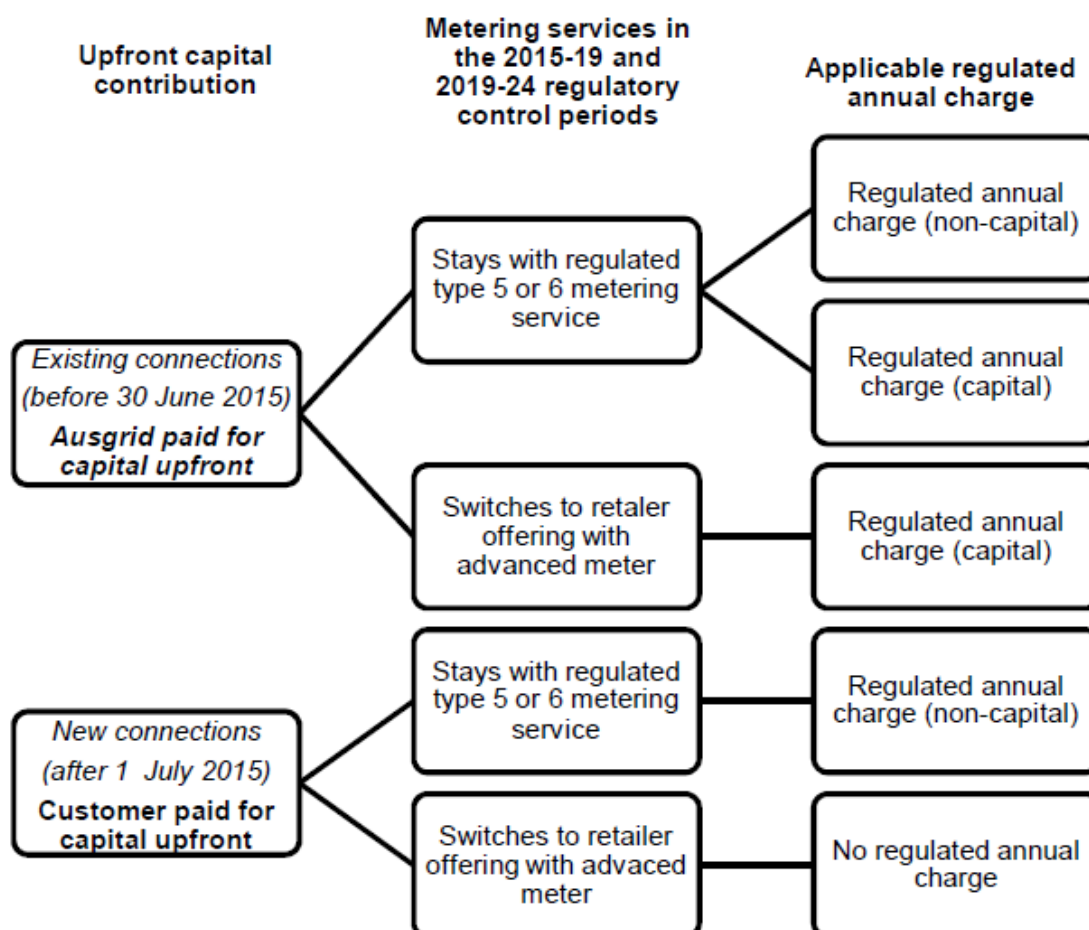 Upfront capital
contribution
Metering services in
the 2015-19 and
2019-24 regulatory
control periods
Applicable regulated
annual charge
Existing connections
(before 30 June 2015)
Ausgrid paid for
capital upfront
Stays with regulated
type 5 or 6 metering
service
Regulated annual
charge (non-capital)
Regulated annual
charge (capital)
Switches to retaler
offering with
advanced meter
Regulated annual
charge (capital)
New connections
(after 1 July 2015)
Customer paid for
capital upfront
Stays with regulated
type 5 or 6 metering
service
Regulated annual
charge (non-capital)
Switches to retailer
offering with advaced
meter
No regulated annual
charge